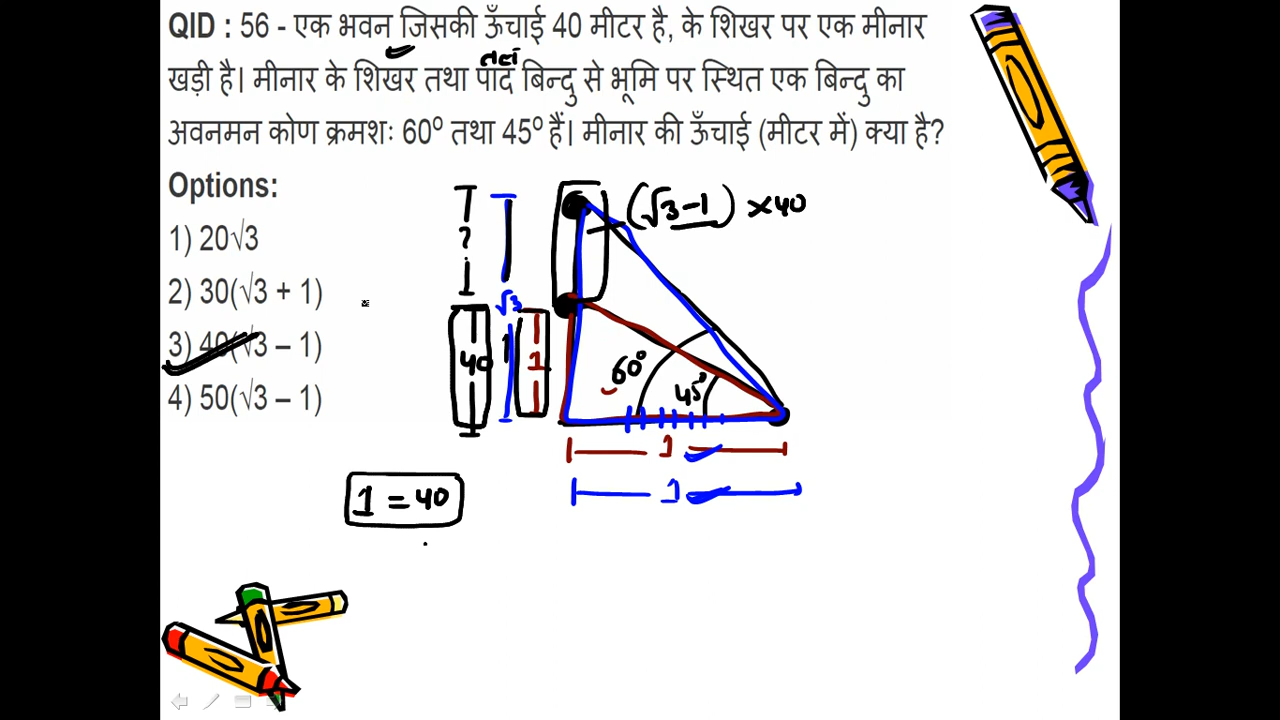 QID : 56 - एक भवन जिसकी ऊँचाई 40 मीटर है, के शिखर पर एक मीनार
तल
खड़ी है। मीनार के शिखर तथा पाद बिन्दु से भूमि पर स्थित एक बिन्दु का
अवनमन कोण क्रमशः 60º तथा 45º हैं। मीनार की ऊँचाई (मीटर में) क्या है?
Options:
(√3-1) ×40
1) 20√3
?
2) 30(√3 + 1)
√3
3) 40(√3 – 1)
40 1 1
60° 45°
4) 50(√3 – 1)
1
1 = 40
1